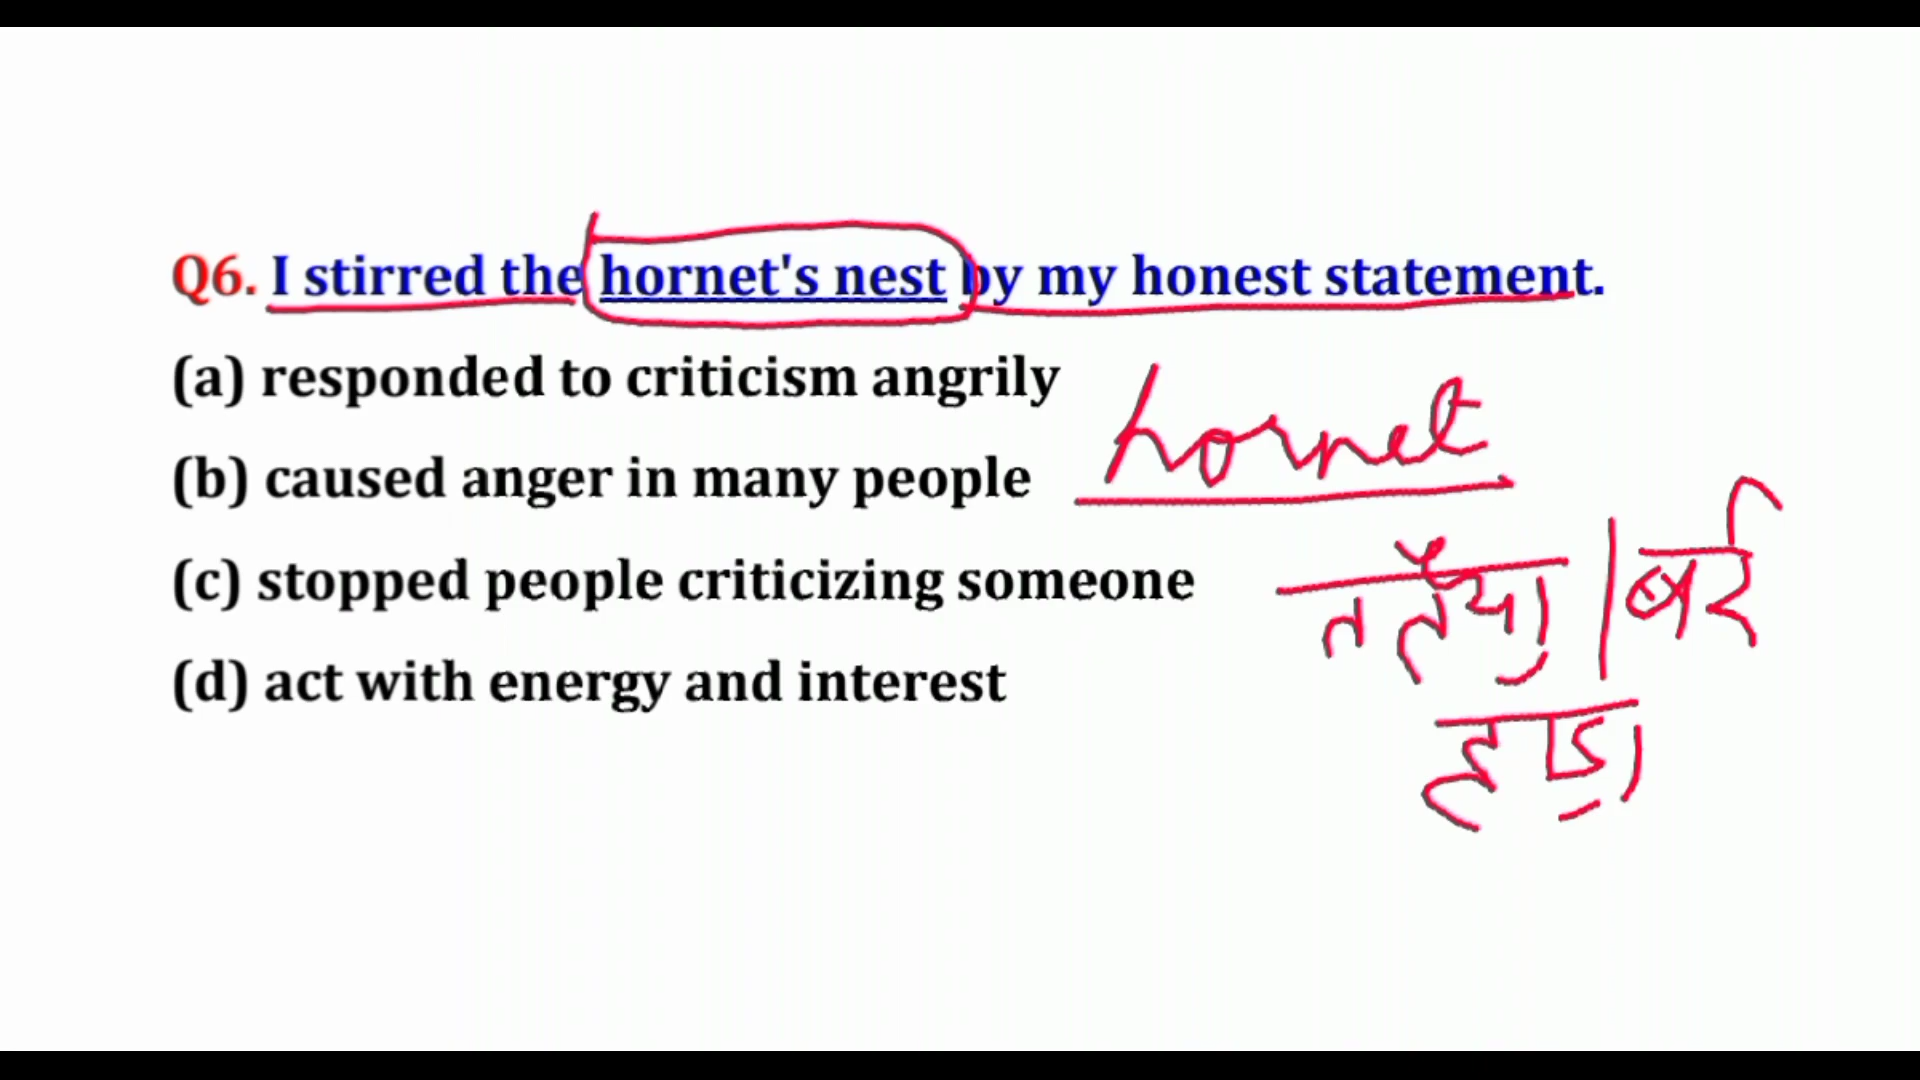 Q6. I stirred the hornet's nest by my honest statement.
(a) responded to criticism angrily
(b) caused anger in many people
(c) stopped people criticizing someone
(d) act with energy and interest
hornet
ततैया | बर्र
हाडा